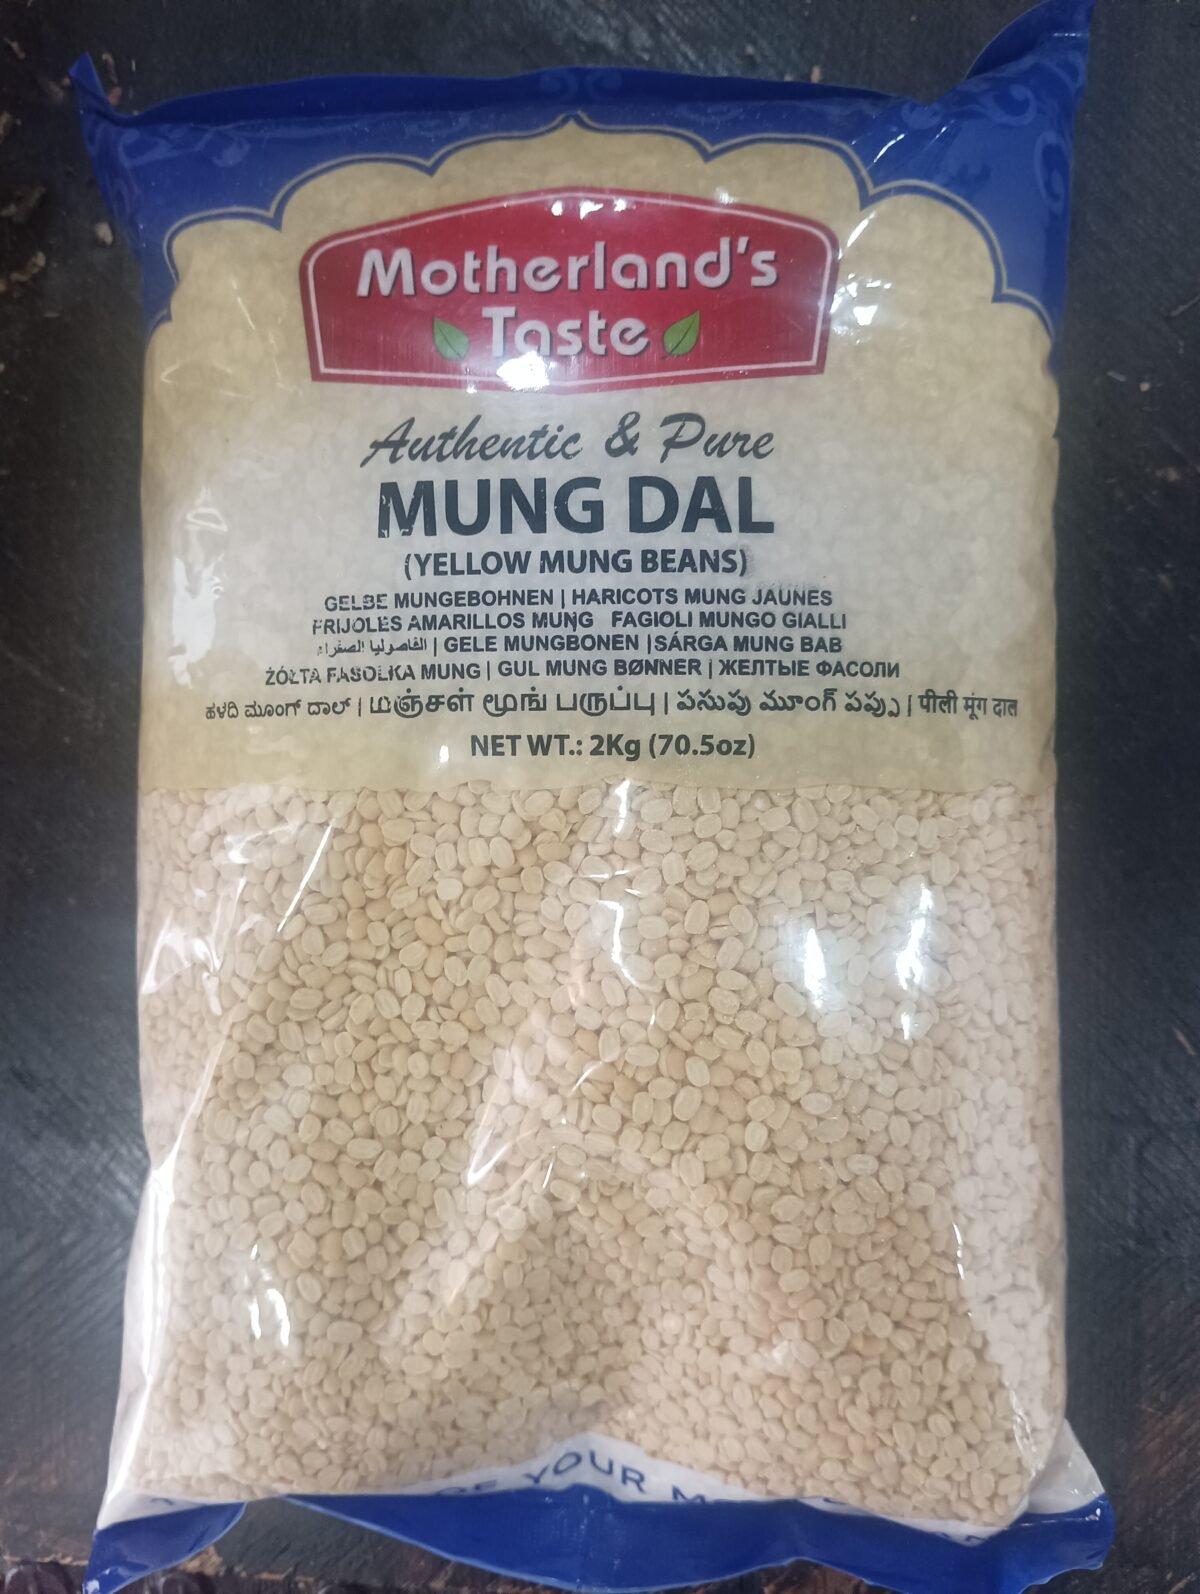 Motherland's
Taste
Authentic & Pure
MUNG DAL
(YELLOW MUNG BEANS)
GELBE MUNGEBOHNEN | HARICOTS MUNG JAUNES
FRIJOLES AMARILLOS MUNG FAGIOLI MUNGO GIALLI
الفاصوليا الصفراء | GELE MUNGBONEN |SÁRGA MUNG BAB
ŻÓŁTA FASOLKA MUNG | GUL MUNG BØNNER | ЖЕЛТЫЕ ФАСОЛИ
ಹಳದಿ ಮೂಂಗ್ ದಾಲ್ | மஞ்சள் மூங் பருப்பு | పసుపు మూంగ్ పప్పు | पीली मूंग दाल
NET WT.: 2Kg (70.5oz)
YOUR